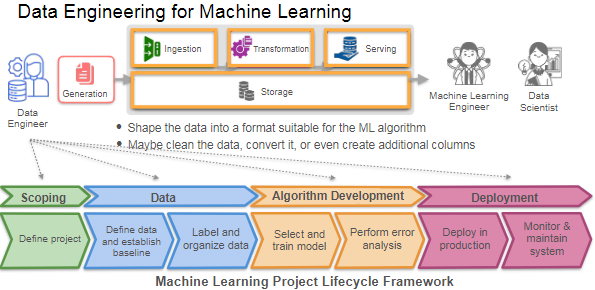 Data Engineering for Machine Learning
Ingestion
Transformation
Serving
Generation
Storage
Data
Engineer
Machine Learning
Engineer
Data
Scientist
• Shape the data into a format suitable for the ML algorithm
• Maybe clean the data, convert it, or even create additional columns
Scoping
Data
Algorithm Development
Deployment
Define project
Define data
and establish
baseline
Label and
organize data
Select and
train model
Perform error
analysis
Deploy in
production
Monitor &
maintain
system
Machine Learning Project Lifecycle Framework